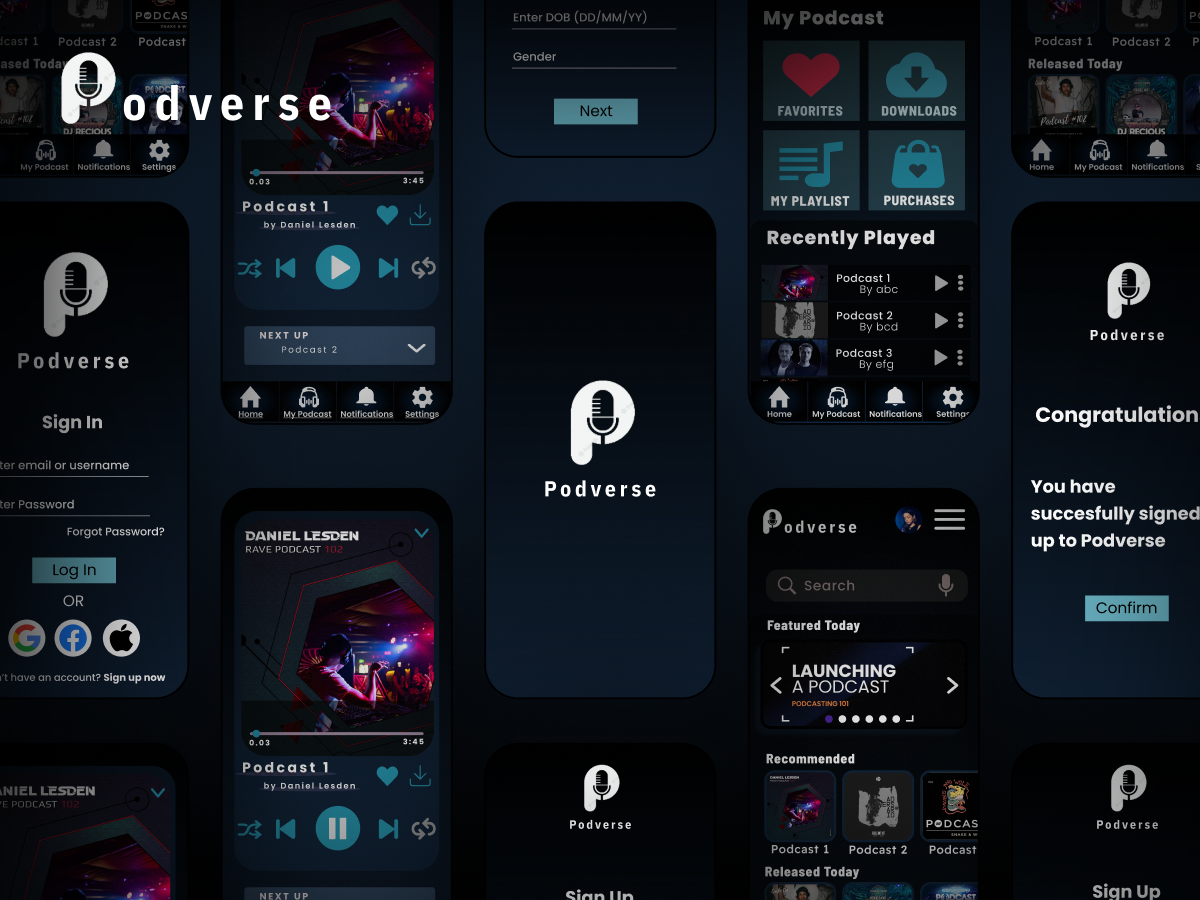 Podcast 1
Podcast 2
Podcast
Released Today
Podverse
My Podcast
Notifications
Settings
Podverse
Sign In
ter email or username
ter Password
Forgot Password?
Log In
OR
't have an account? Sign up now
ANIEL LESDEN
VE PODCAST 102
0.03
3:45
Podcast 1
by Daniel Lesden
NEXT UP
Podcast 2
Home
My Podcast
Notifications
Settings
DANIEL LESDEN
RAVE PODCAST 102
0.03
3:45
Podcast 1
by Daniel Lesden
NEXT UP
Enter DOB (DD/MM/YY)
Gender
Next
Podverse
Podverse
Sign Up
My Podcast
FAVORITES
DOWNLOADS
MY PLAYLIST
PURCHASES
Recently Played
Podcast 1
By abc
Podcast 2
By bcd
Podcast 3
By efg
Home
My Podcast
Notifications
Settings
Podverse
Search
Featured Today
LAUNCHING
A PODCAST
PODCASTING 101
Recommended
DANIEL LESDEN
PODCAS
Podcast 1
Podcast 2
Podcast
Released Today
Podcast 1
Podcast 2
Released Today
Podcast #102
DJ RECIOUS
Home
My Podcast
Notifications
Podverse
Congratulation
You have
succesfully signed
up to Podverse
Confirm
Podverse
Sign Up